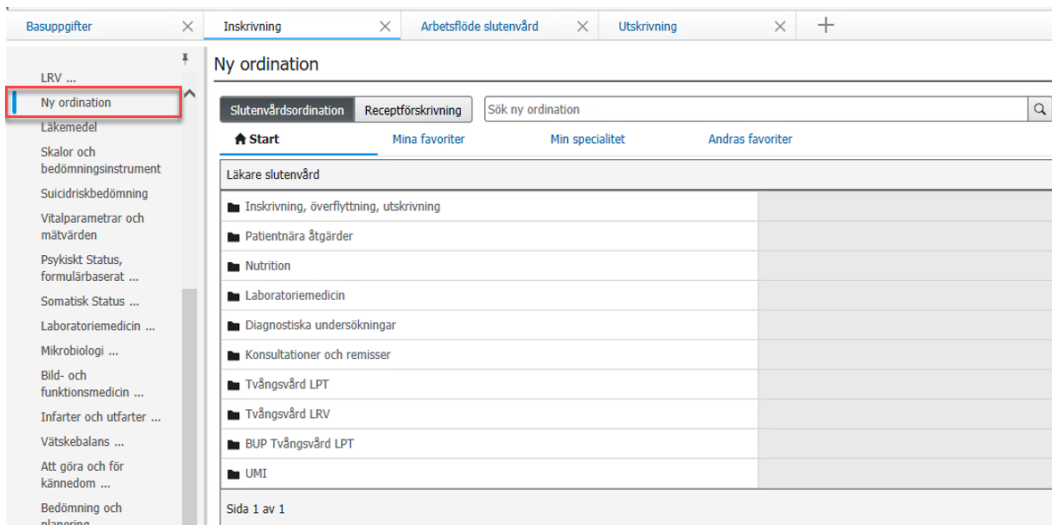 Basuppgifter
Inskrivning
Arbetsflöde slutenvård
Utskrivning
LRV ...
Ny ordination
Läkemedel
Skalor och
bedömningsinstrument
Suicidriskbedömning
Vitalparametrar och
mätvärden
Psykiskt Status,
formulärbaserat ...
Somatisk Status ...
Laboratoriemedicin ...
Mikrobiologi ...
Bild- och
funktionsmedicin ...
Infarter och utfarter ...
Vätskebalans ...
Att göra och för
kännedom ...
Bedömning och
planering
Ny ordination
Slutenvårdsordination
Receptförskrivning
Sök ny ordination
Start
Mina favoriter
Min specialitet
Andras favoriter
Läkare slutenvård
Inskrivning, överflyttning, utskrivning
Patientnära åtgärder
Nutrition
Laboratoriemedicin
Diagnostiska undersökningar
Konsultationer och remisser
Tvångsvård LPT
Tvångsvård LRV
BUP Tvångsvård LPT
UMI
Sida 1 av 1